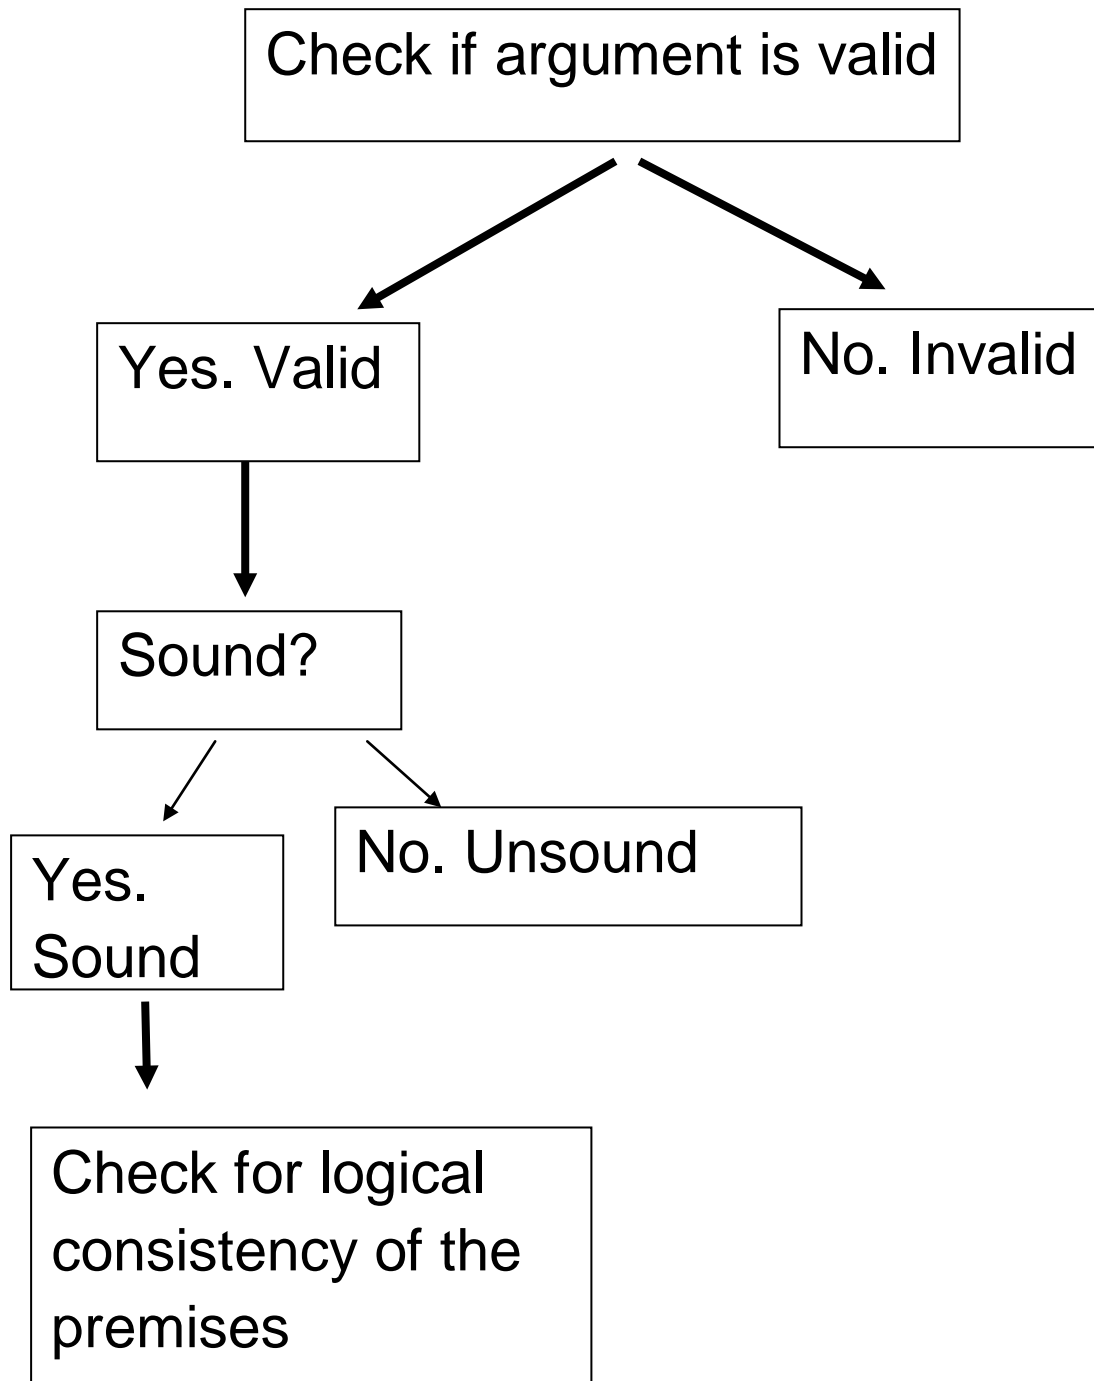 Check if argument is valid
Yes. Valid
No. Invalid
Sound?
Yes.
Sound
No. Unsound
Check for logical
consistency of the
premises